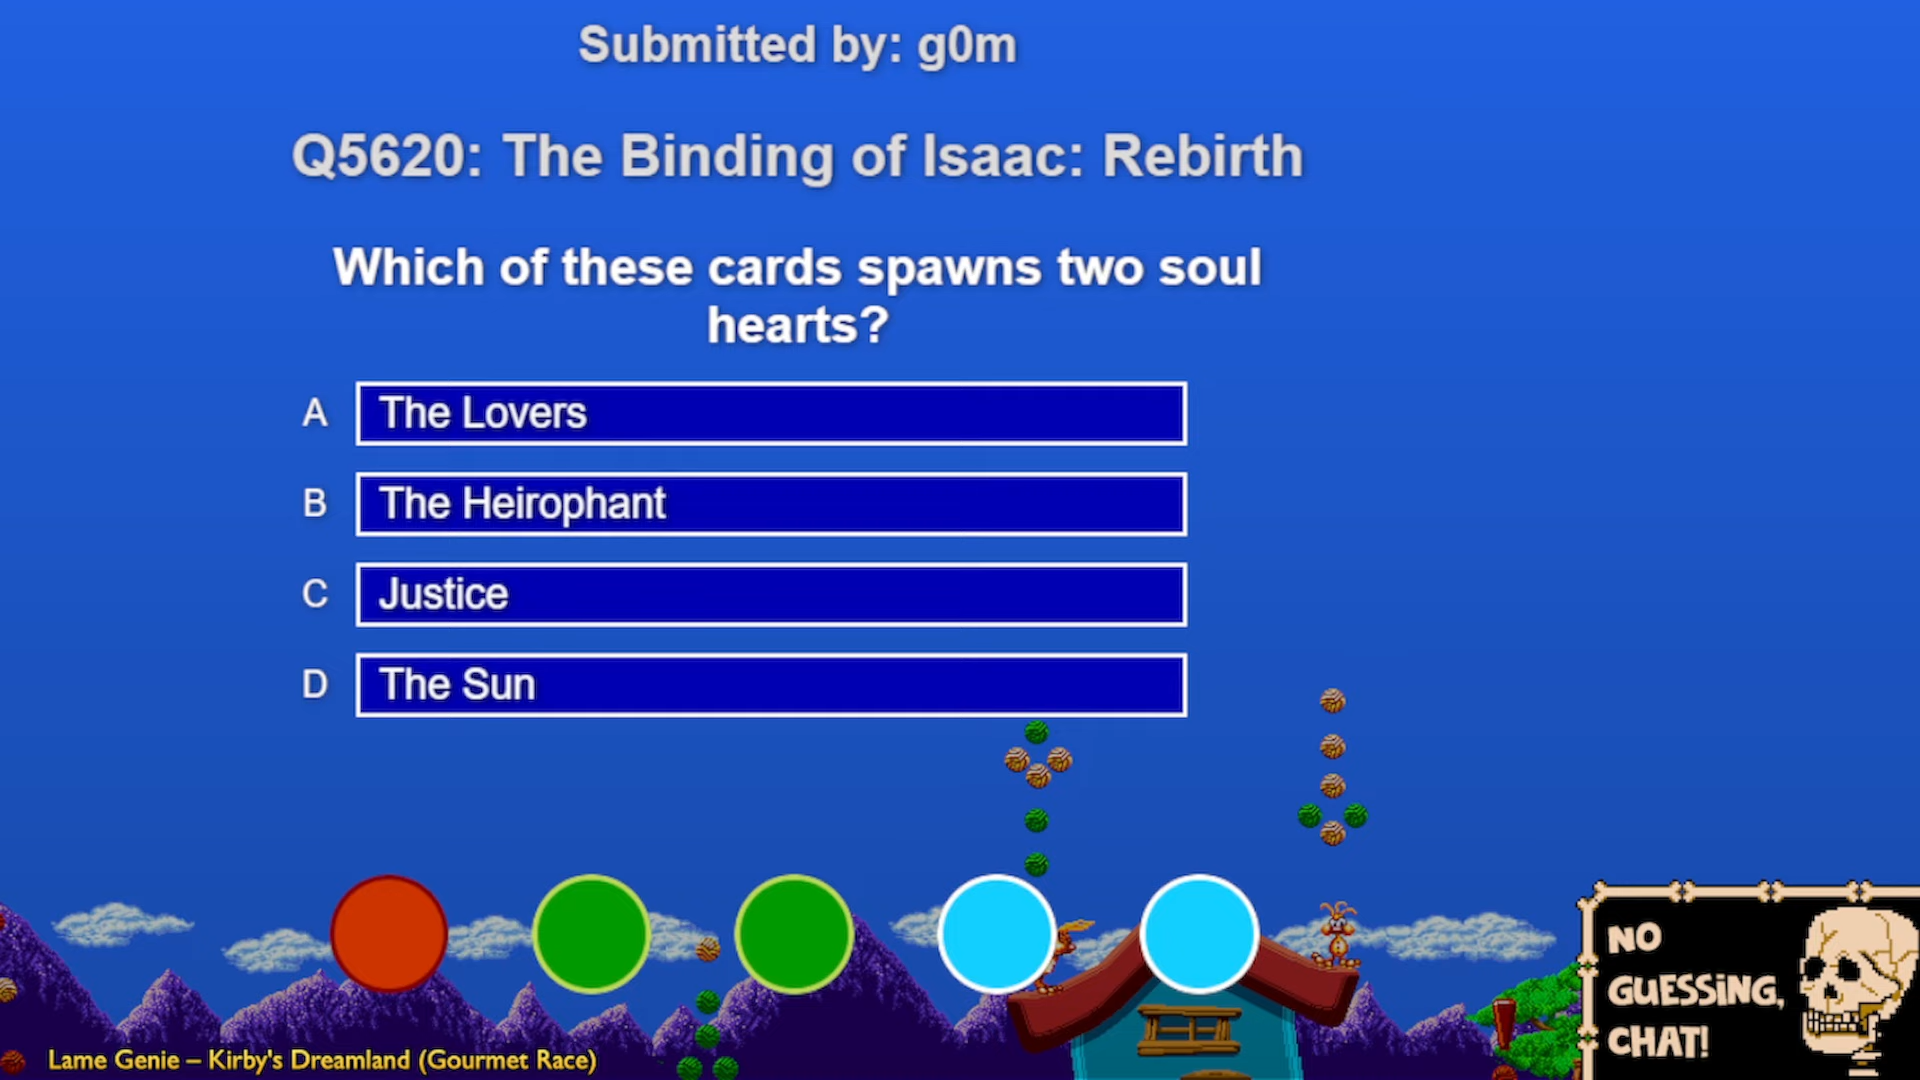 Submitted by: g0m
Q5620: The Binding of Isaac: Rebirth
Which of these cards spawns two soul
hearts?
A The Lovers
B The Heirophant
C Justice
D The Sun
NO
GUESSING,
CHAT!
Lame Genie – Kirby's Dreamland (Gourmet Race)